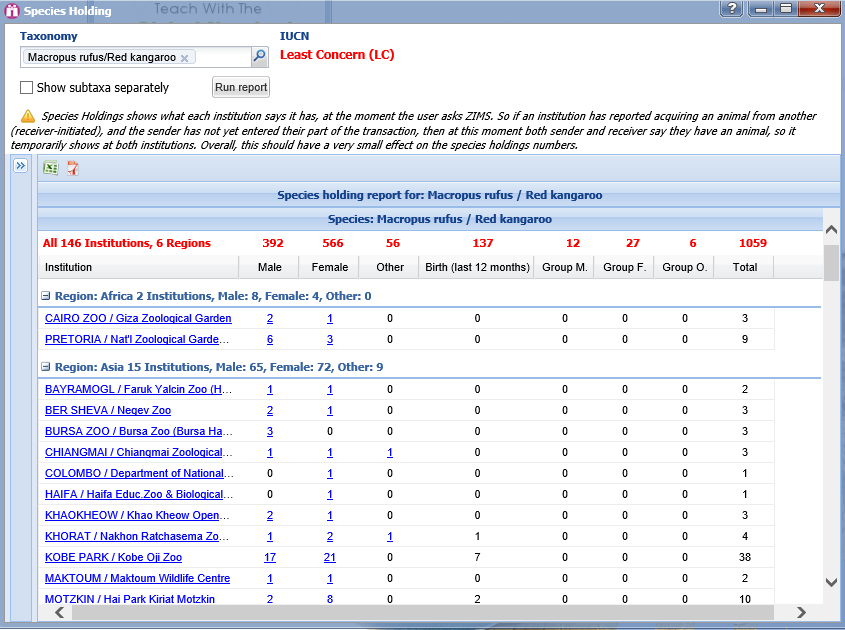 Teach With The
Species Holding
Taxonomy IUCN
Macropus rufus/Red kangaroo Least Concern (LC)
Show subtaxa separately Run report
Species Holdings shows what each institution says it has, at the moment the user asks ZIMS. So if an institution has reported acquiring an animal from another
(receiver-initiated), and the sender has not yet entered their part of the transaction, then at this moment both sender and receiver say they have an animal, so it
temporarily shows at both institutions. Overall, this should have a very small effect on the species holdings numbers.
Species holding report for: Macropus rufus / Red kangaroo
Species: Macropus rufus / Red kangaroo
All 146 Institutions, 6 Regions 392 566 56 137 12 27 6 1059
Institution Male Female Other Birth (last 12 months) Group M. Group F. Group O. Total
Region: Africa 2 Institutions, Male: 8, Female: 4, Other: 0
CAIRO ZOO / Giza Zoological Garden 2 1 0 0 0 0 0 3
PRETORIA / Nat'l Zoological Garde... 6 3 0 0 0 0 0 9
Region: Asia 15 Institutions, Male: 65, Female: 72, Other: 9
BAYRAMOGL / Faruk Yalcin Zoo (H... 1 1 0 0 0 0 0 2
BER SHEVA / Negev Zoo 2 1 0 0 0 0 0 3
BURSA ZOO / Bursa Zoo (Bursa Ha... 3 0 0 0 0 0 0 3
CHIANGMAI / Chiangmai Zoological... 1 1 1 0 0 0 0 3
COLOMBO / Department of National... 0 1 0 0 0 0 0 1
HAIFA / Haifa Educ.Zoo & Biological... 0 1 0 0 0 0 0 1
KHAOKHEOW / Khao Kheow Open... 2 1 0 0 0 0 0 3
KHORAT / Nakhon Ratchasema Zo... 1 2 1 1 0 0 0 4
KOBE PARK / Kobe Oji Zoo 17 21 0 7 0 0 0 38
MAKTOUM / Maktoum Wildlife Centre 1 1 0 0 0 0 0 2
MOTZKIN / Hai Park Kiriat Motzkin 2 8 0 2 0 0 0 10